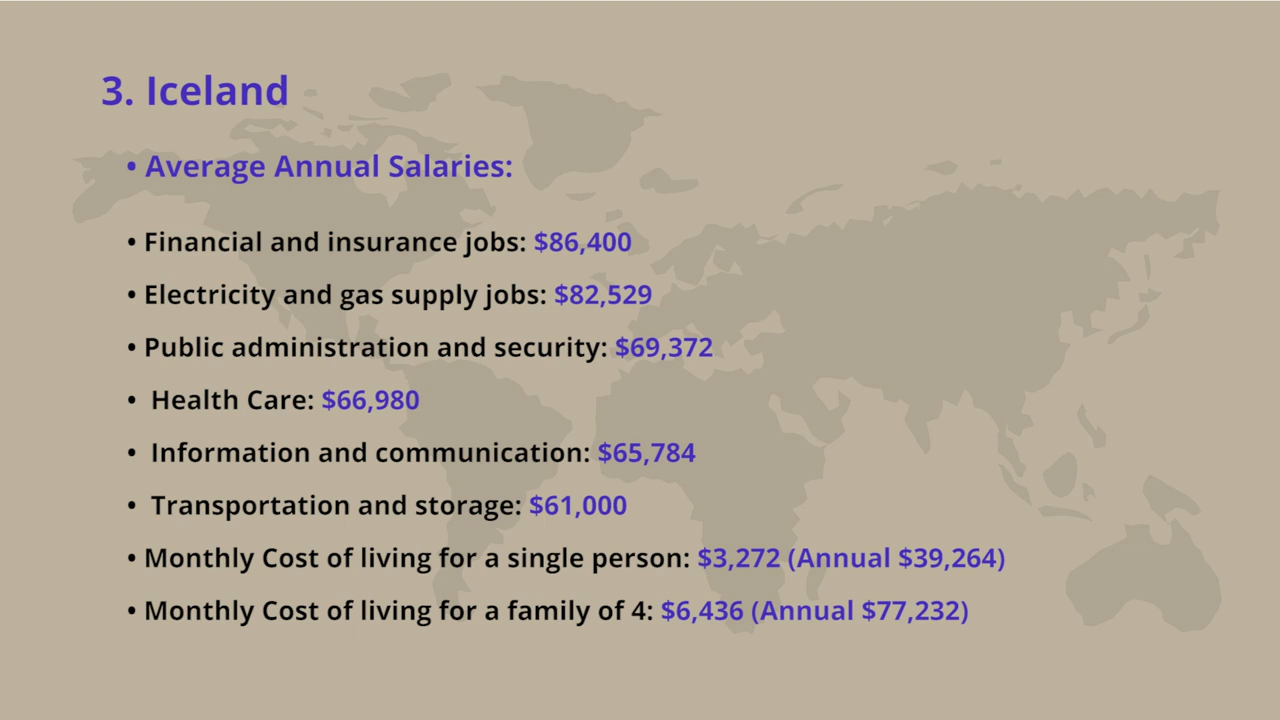 3. Iceland
• Average Annual Salaries:
• Financial and insurance jobs: $86,400
• Electricity and gas supply jobs: $82,529
• Public administration and security: $69,372
• Health Care: $66,980
• Information and communication: $65,784
• Transportation and storage: $61,000
• Monthly Cost of living for a single person: $3,272 (Annual $39,264)
• Monthly Cost of living for a family of 4: $6,436 (Annual $77,232)